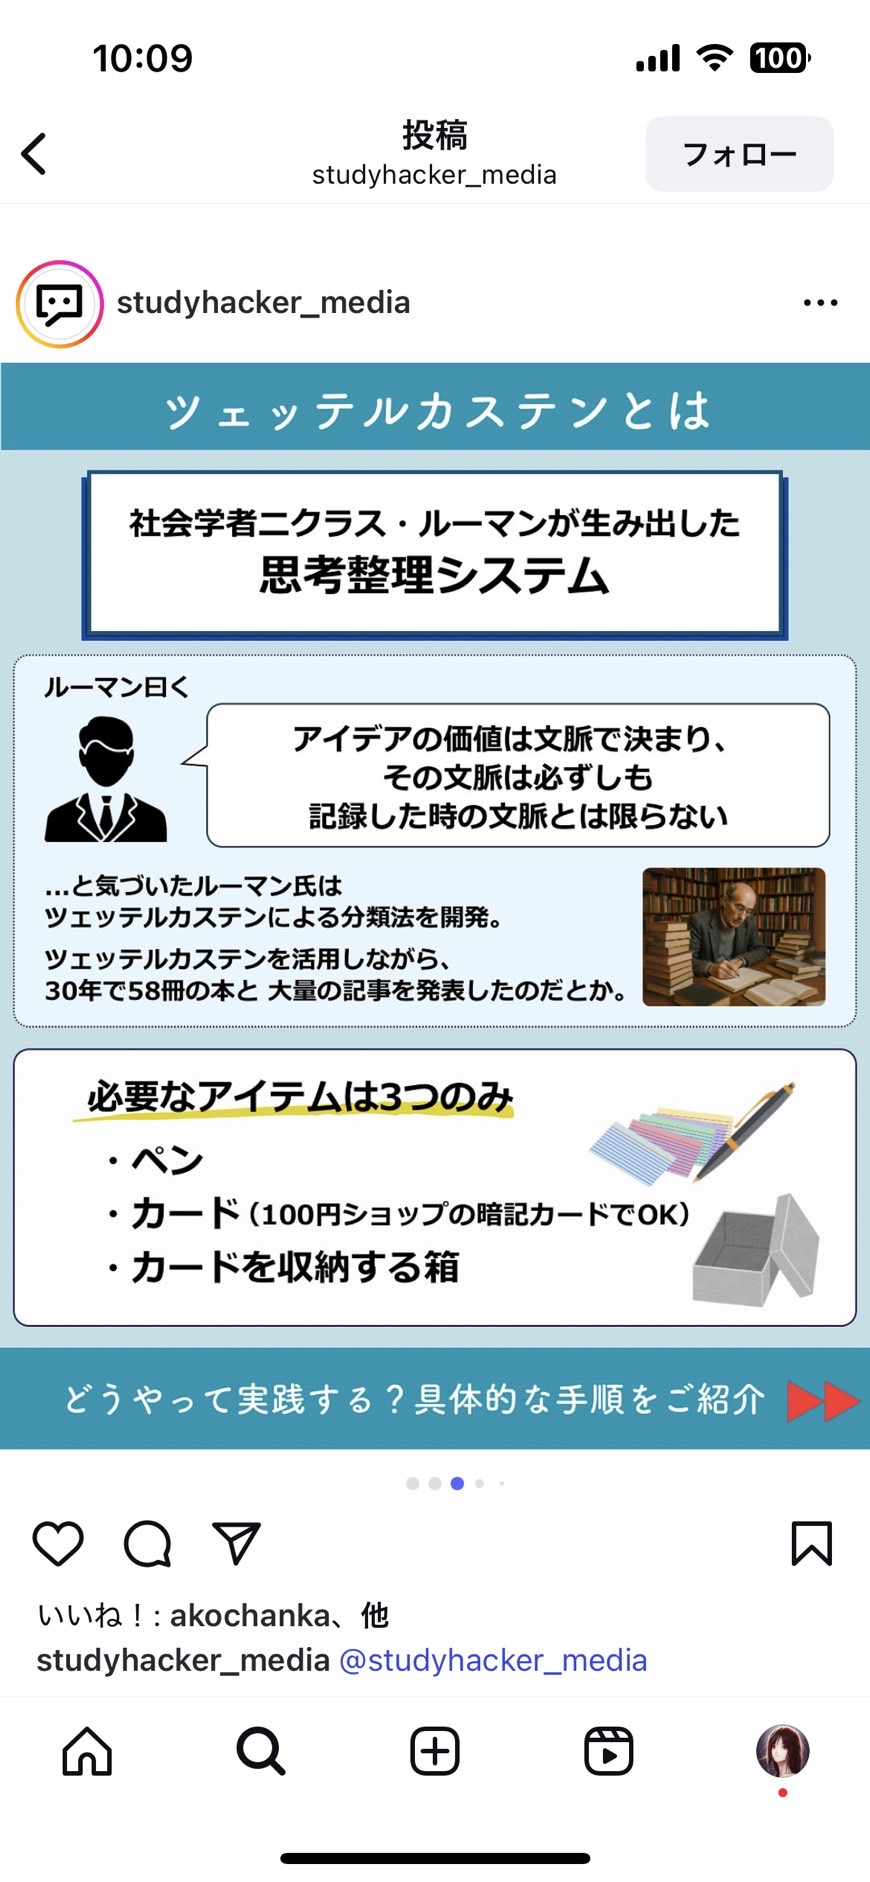 10:09
100
投稿
studyhacker_media
フォロー
studyhacker_media
ツェッテルカステンとは
社会学者ニクラス・ルーマンが生み出した
思考整理システム
ルーマン曰く
アイデアの価値は文脈で決まり、
その文脈は必ずしも
記録した時の文脈とは限らない
...と気づいたルーマン氏は
ツェッテルカステンによる分類法を開発。
ツェッテルカステンを活用しながら、
30年で58冊の本と 大量の記事を発表したのだとか。
必要なアイテムは3つのみ
・ペン
・カード（100円ショップの暗記カードでOK）
・カードを収納する箱
どうやって実践する？具体的な手順をご紹介
いいね！: akochanka、他
studyhacker_media @studyhacker_media